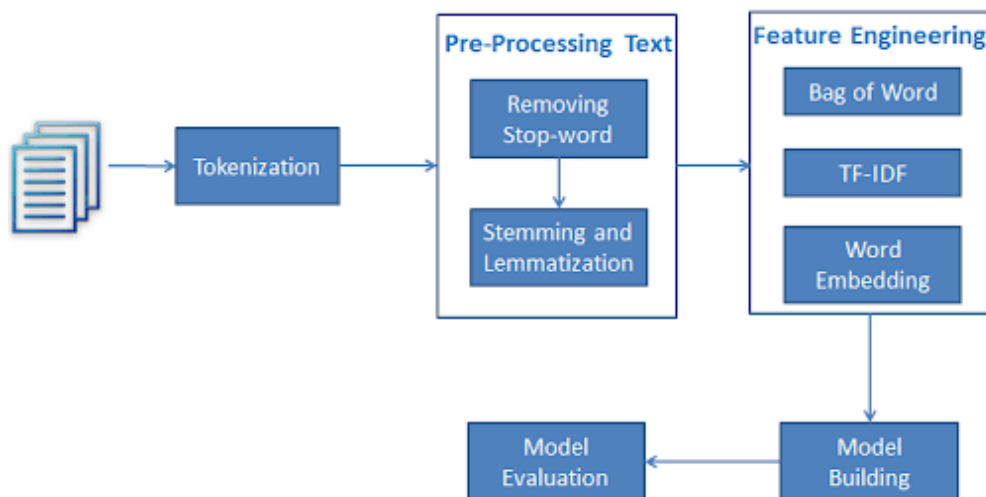 Tokenization
Pre-Processing Text
Removing
Stop-word
Stemming and
Lemmatization
Feature Engineering
Bag of Word
TF-IDF
Word
Embedding
Model
Building
Model
Evaluation